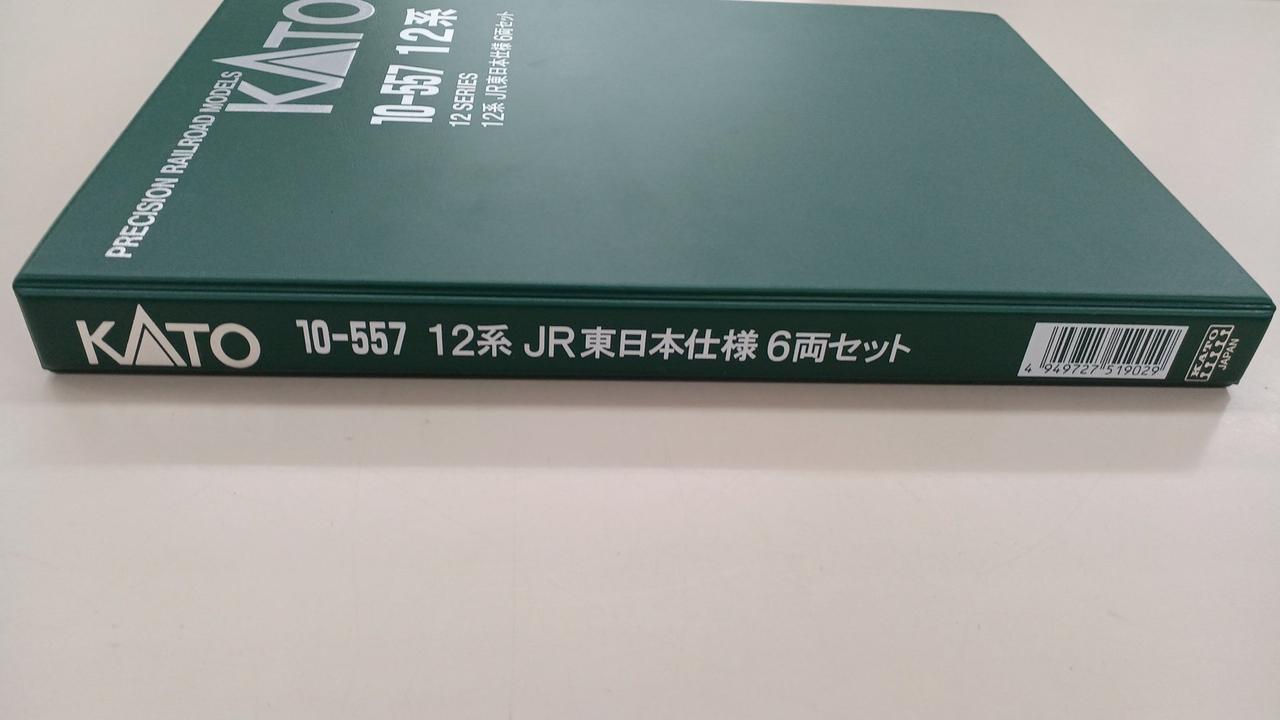 PRECISION RAILROAD MODELS
KATO
10-557 12系
12 SERIES
12系 JR東日本仕様 6両セット
KATO 10-557 12系 JR東日本仕様 6両セット
4 949727 519029
KATO
JAPAN